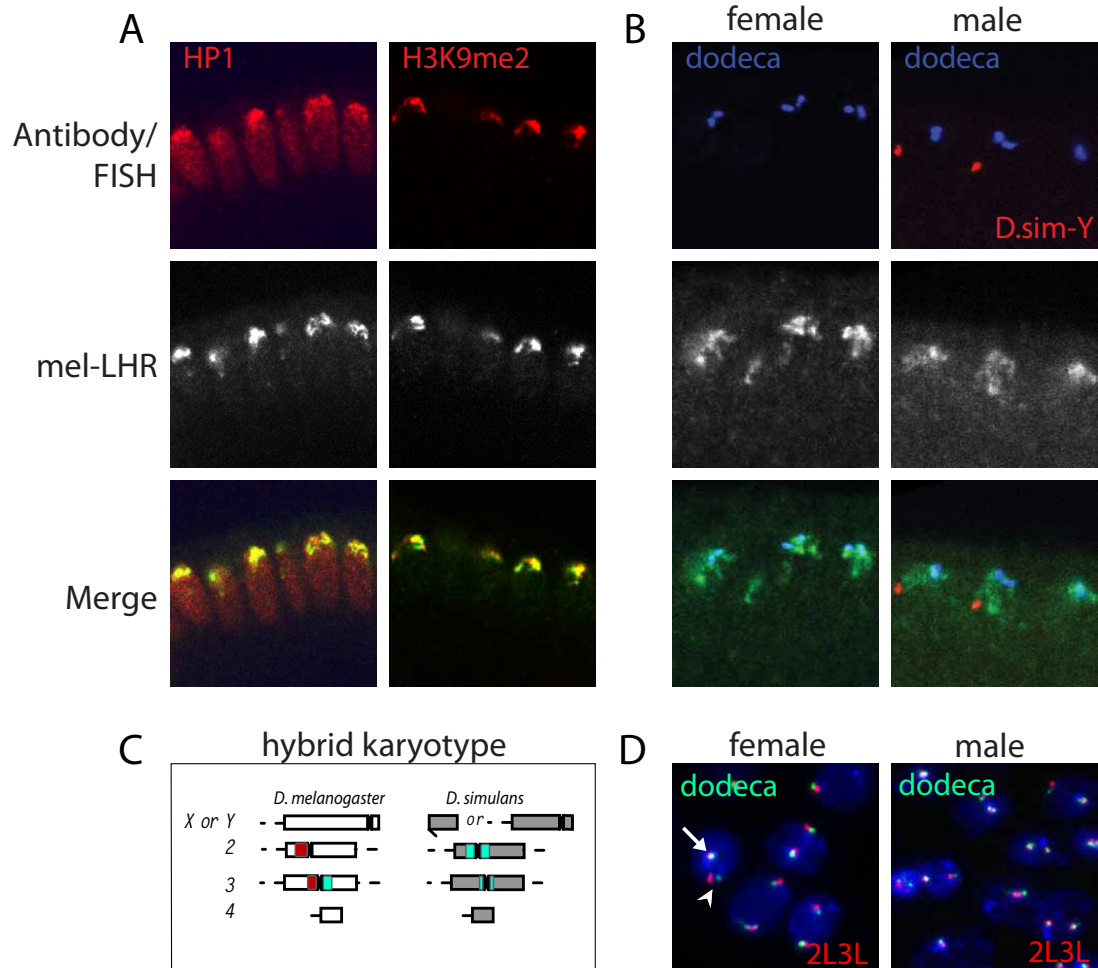 A
B
female
male
HP1
H3K9me2
dodeca
dodeca
Antibody/
FISH
D.sim-Y
mel-LHR
Merge
C
hybrid karyotype
D
female
male
D. melanogaster
D. simulans
X or Y
or
2
3
4
dodeca
dodeca
2L3L
2L3L